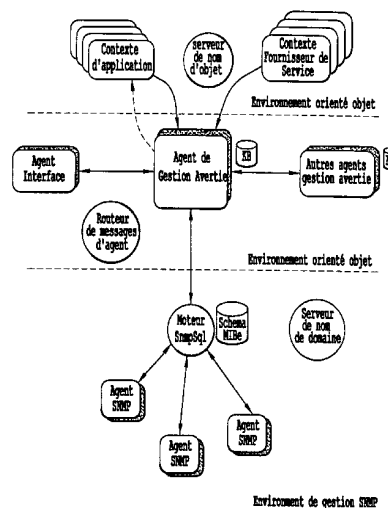 Contexte
d'application
serveur
de nom
d'objet
Contexte
Fournisseur de
Service
Environnement orienté objet
Agent
Interface
Agent de
Gestion Avertie
KB
Autres agents
gestion avertie
Routeur
de messages
d'agent
Environnement orienté objet
Moteur
SnmpSql
Schema
MIBe
Serveur
de nom
de domaine
Agent
SNMP
Agent
SNMP
Agent
SNMP
Environment de gestion SNMP